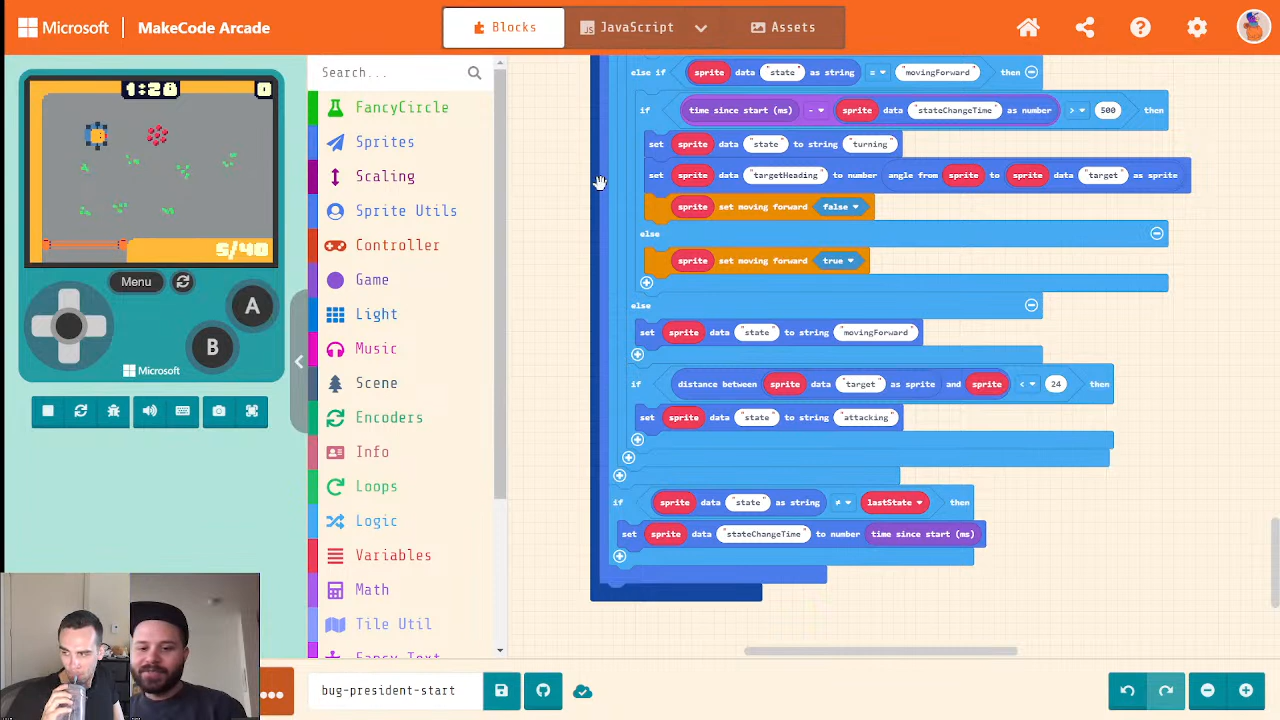 Microsoft | MakeCode Arcade
Blocks
JavaScript
Assets
1:28
0
5/40
Menu
A
B
Microsoft
Search...
FancyCircle
Sprites
Scaling
Sprite Utils
Controller
Game
Light
Music
Scene
Encoders
Info
Loops
Logic
Variables
Math
Tile Util
Fancy Text
else if sprite data "state" as string = "movingForward" then
if time since start (ms) - sprite data "stateChangeTime" as number > 500 then
set sprite data "state" to string "turning"
set sprite data "targetHeading" to number angle from sprite to sprite data "target" as sprite
sprite set moving forward false
else
sprite set moving forward true
else
set sprite data "state" to string "movingForward"
if distance between sprite data "target" as sprite and sprite < 24 then
set sprite data "state" to string "attacking"
if sprite data "state" as string ≠ lastState then
set sprite data "stateChangeTime" to number time since start (ms)
bug-president-start